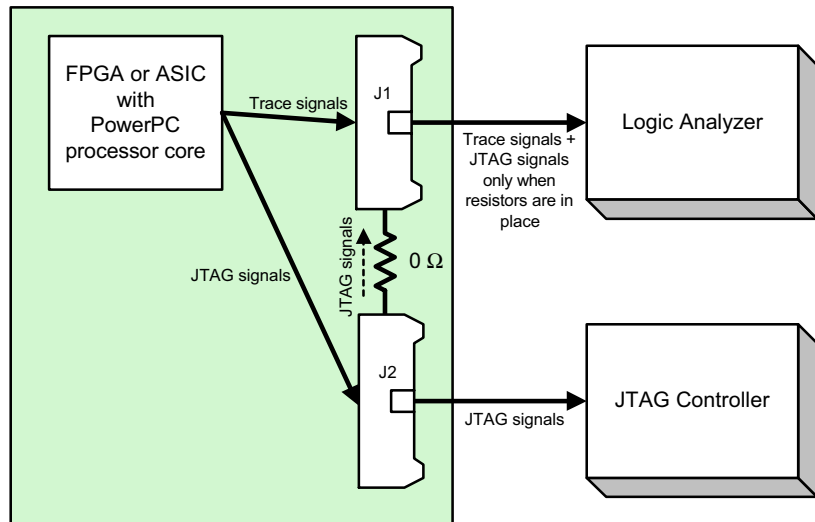 FPGA or ASIC
with
PowerPC
processor core
Trace signals
J1
Trace signals +
JTAG signals
only when
resistors are in
place
Logic Analyzer
JTAG signals
JTAG signals
0 Ω
J2
JTAG signals
JTAG Controller